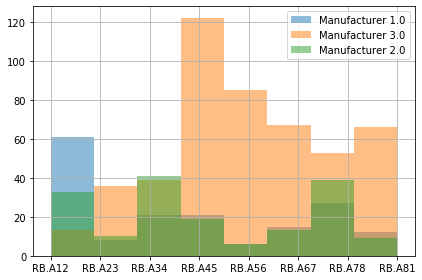 Manufacturer 1.0
Manufacturer 3.0
Manufacturer 2.0
120
100
80
60
40
20
0
RB.A12 RB.A23 RB.A34 RB.A45 RB.A56 RB.A67 RB.A78 RB.A81